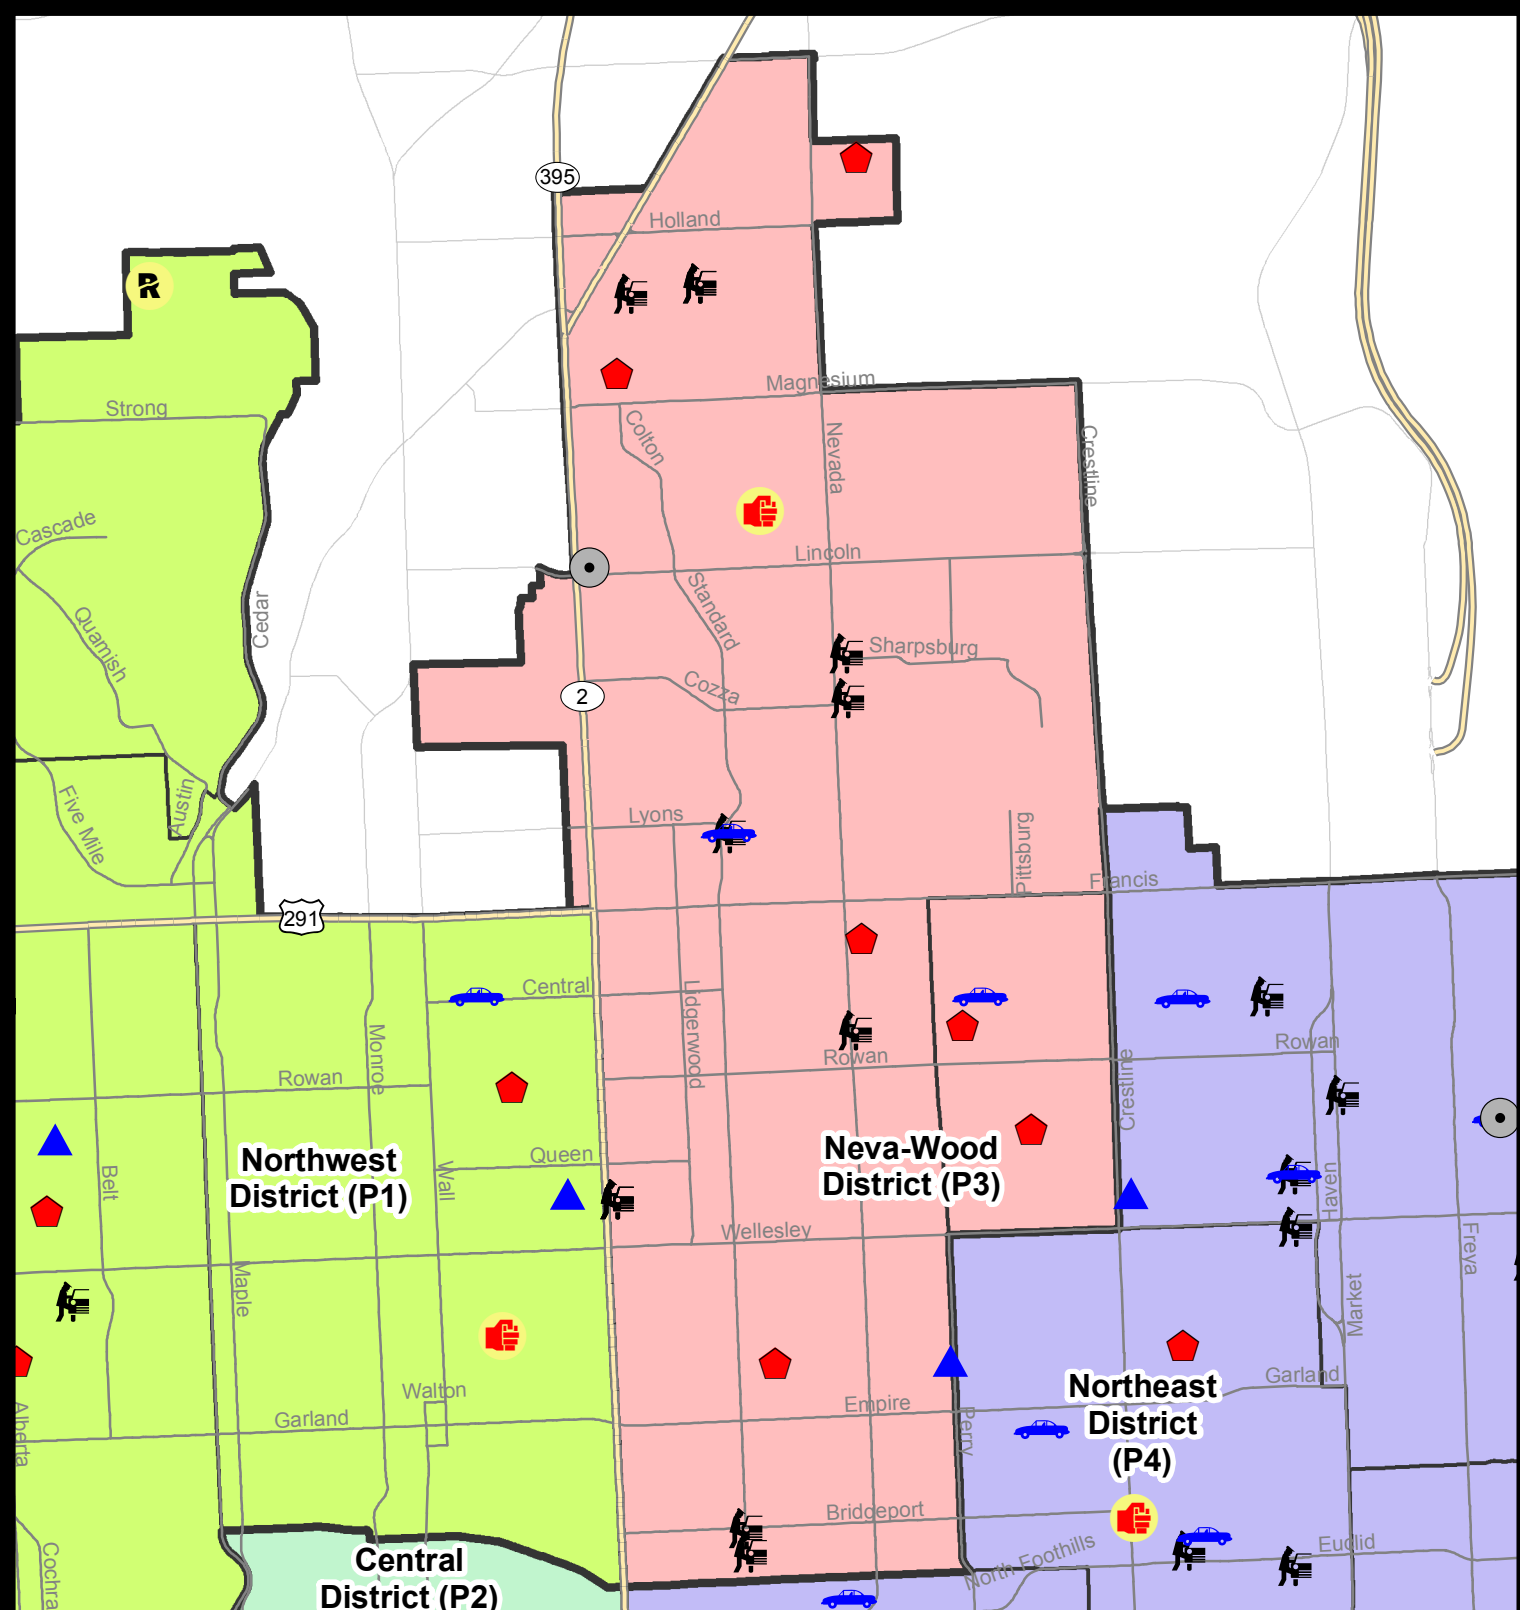 395
Holland
R
Magnesium
Strong
Colton
Nevada
Crestline
Cascade
Lincoln
Quamish
Cedar
Standard
Sharpsburg
Cozza
2
Five Mile
Austin
Lyons
Pittsburg
Francis
291
Central
Lidgerwood
Monroe
Rowan
Rowan
Rowan
Crestline
Northwest
District (P1)
Neva-Wood
District (P3)
Queen
Belt
Wall
Haven
Wellesley
Freya
Maple
Market
Northeast
District
(P4)
Garland
Walton
Garland
Empire
Alberta
Perry
Bridgeport
North Foothills
Euclid
Central
District (P2)
Cochra